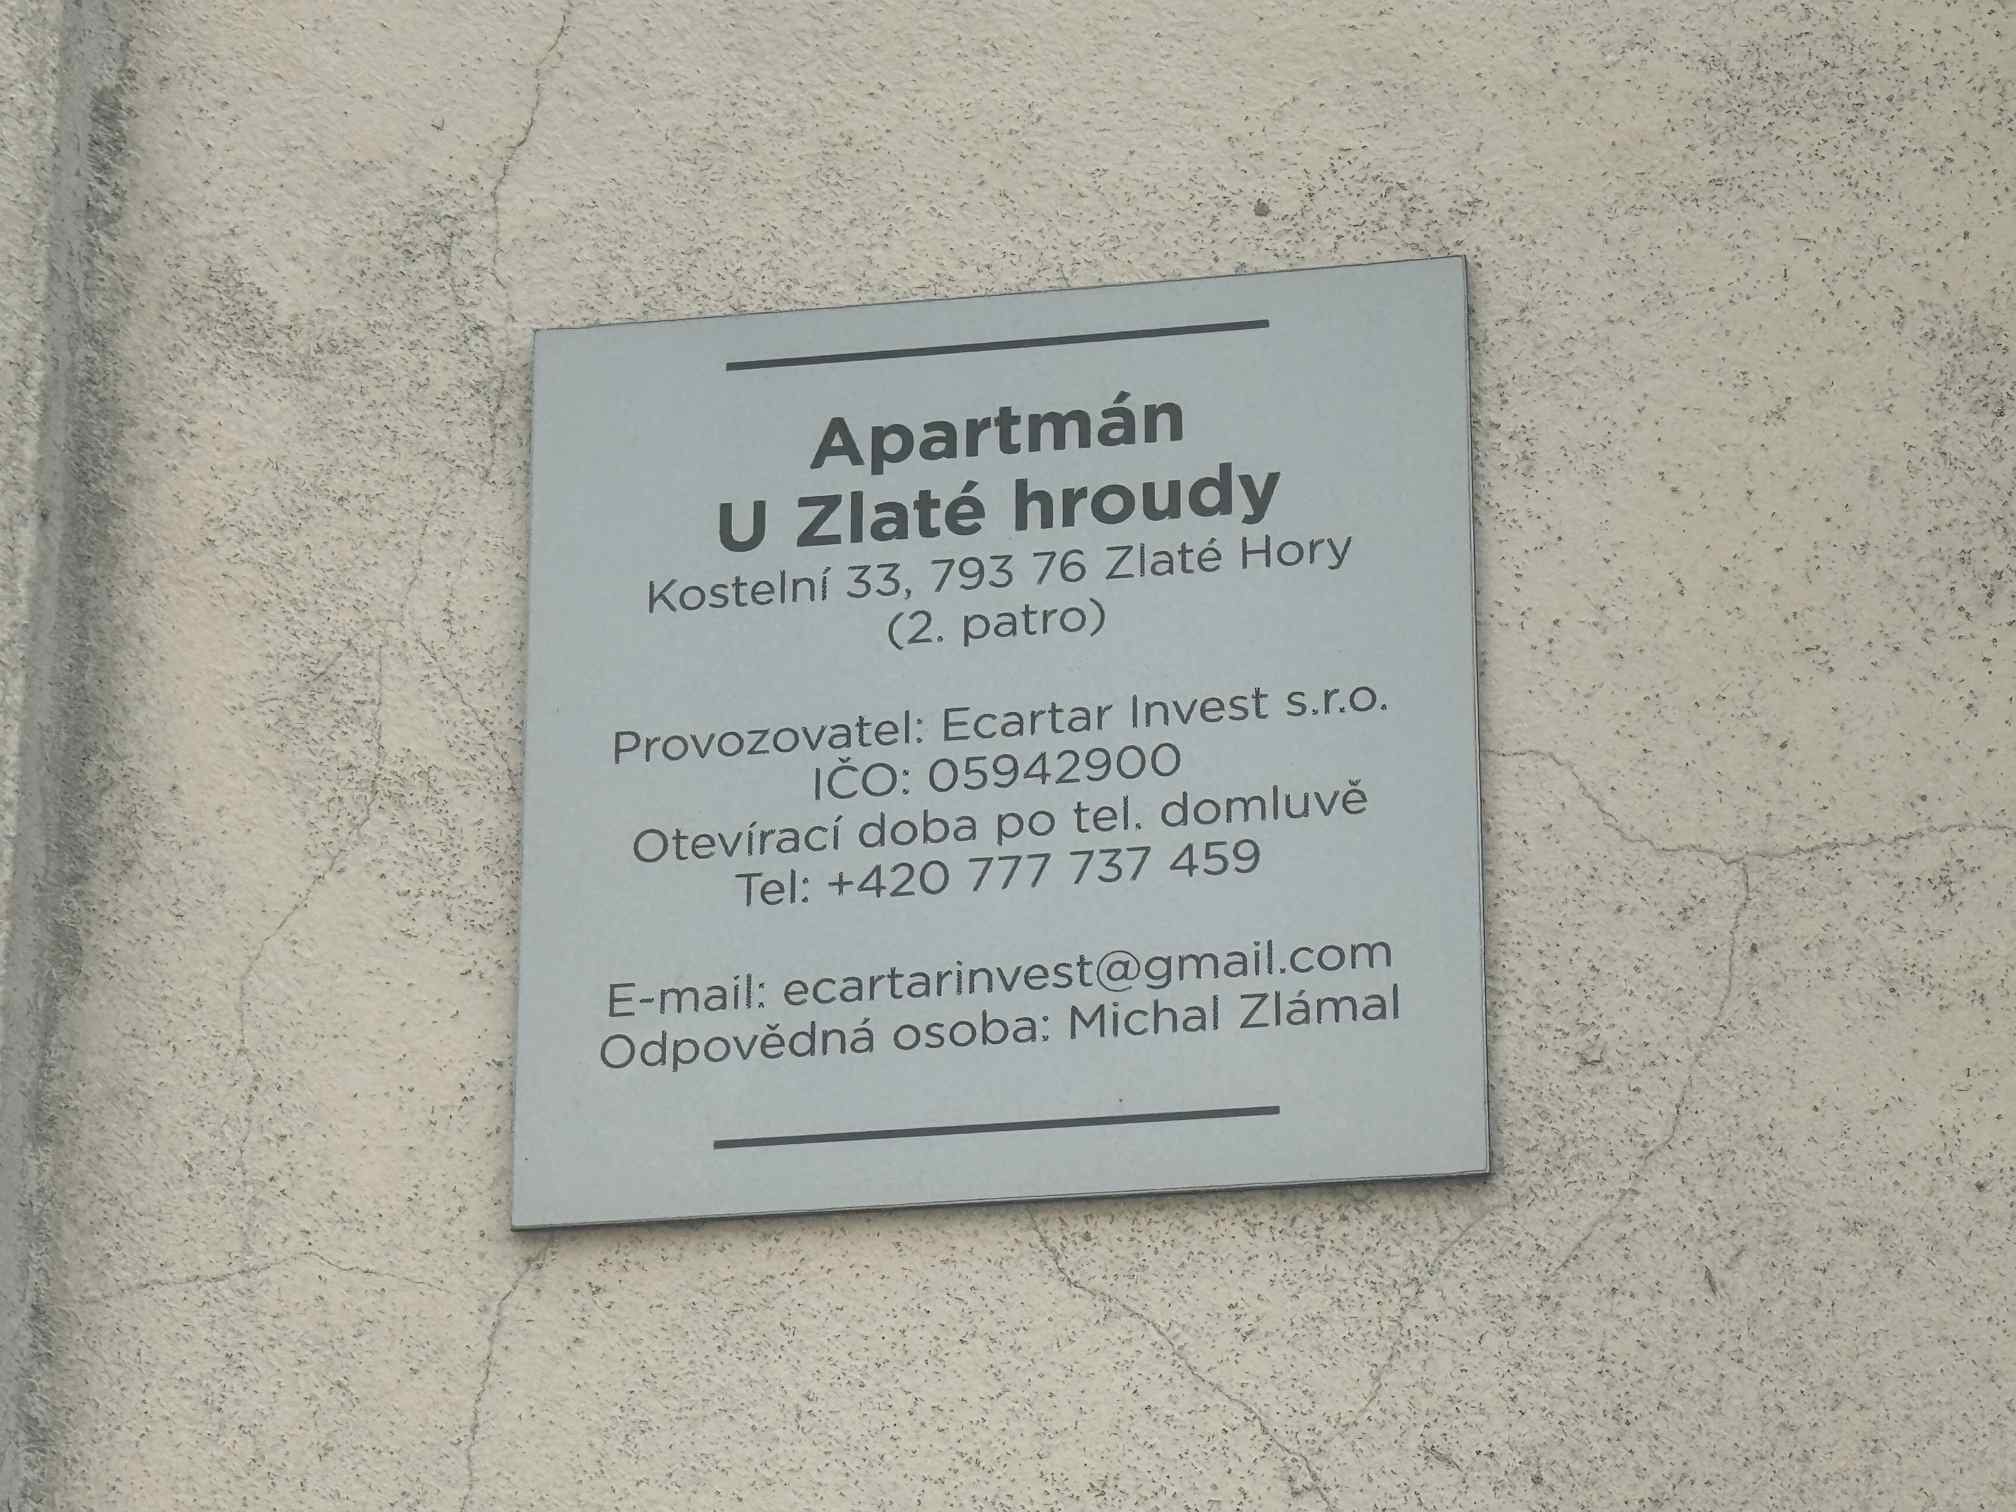 Apartmán
U Zlaté hroudy
Kostelní 33, 793 76 Zlaté Hory
(2. patro)
Provozovatel: Ecartar Invest s.r.o.
IČO: 05942900
Otevírací doba po tel. domluvě
Tel: +420 777 737 459
E-mail: ecartarinvest@gmail.com
Odpovědná osoba: Michal Zlámal